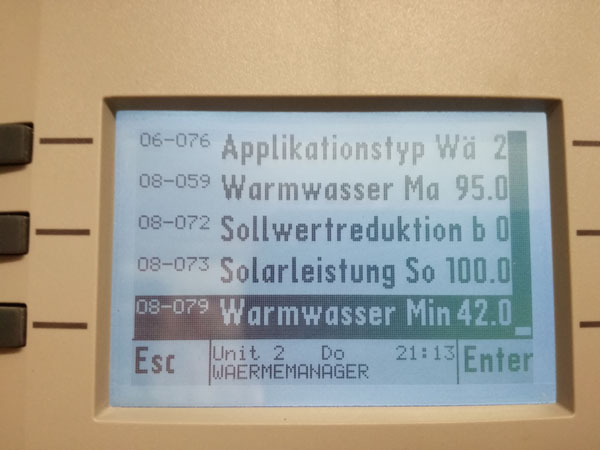 06-076 Applikationstyp Wä 2
08-059 Warmwasser Ma 95.0
08-072 Sollwertreduktion b 0
08-073 Solarleistung So 100.0
08-079 Warmwasser Min 42.0
Esc Unit 2 Do 21:13 Enter
WAERMEMANAGER